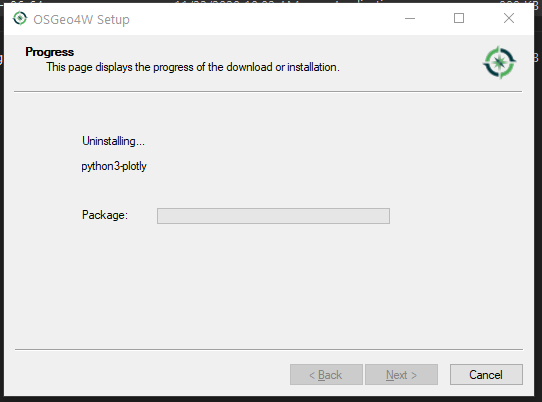 OSGeo4W Setup
Progress
This page displays the progress of the download or installation.
Uninstalling...
python3-plotly
Package:
< Back
Next >
Cancel